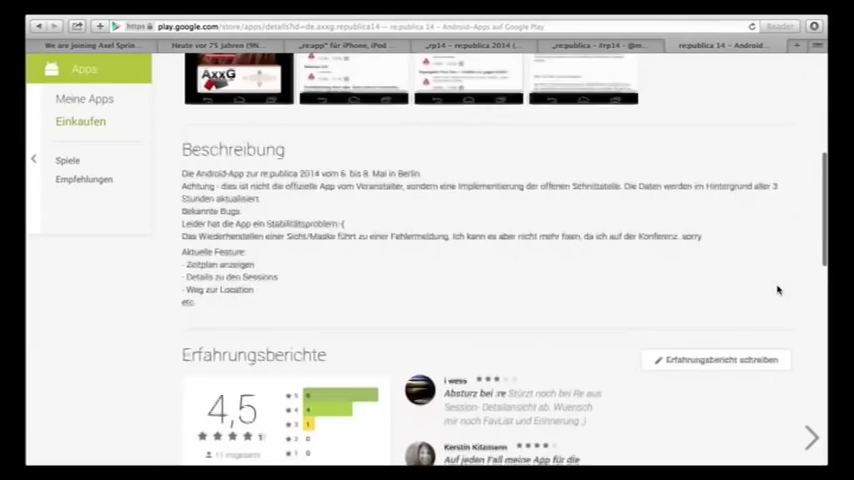 https play.google.com/store/apps/details?id=de.axxg.republica14 — re:publica 14 – Android-Apps auf Google Play
Reader
We are joining Axel Sprin...
Heute vor 75 Jahren (9N...
„re:app" für iPhone, iPod ...
„rp14 – re:publica 2014 (...
„re:publica – #rp14 – @m...
re:publica 14 – Android...
Apps
AxxG
Meine Apps
Einkaufen
Spiele
Empfehlungen
Beschreibung
Die Android-App zur re:publica 2014 vom 6. bis 8. Mai in Berlin.
Achtung - dies ist nicht die offizielle App vom Veranstalter, sondern eine Implementierung der offenen Schnittstelle. Die Daten werden im Hintergrund aller 3
Stunden aktualisiert.
Bekannte Bugs:
Leider hat die App ein Stabilitätsproblem :(
Das Wiederherstellen einer Sicht/Maske führt zu einer Fehlermeldung. Ich kann es aber nicht mehr fixen, da ich auf der Konferenz. sorry
Aktuelle Feature:
- Zeitplan anzeigen
- Details zu den Sessions
- Weg zur Location
etc.
Erfahrungsberichte
Erfahrungsbericht schreiben
4,5
11 insgesamt
5 6
4 4
3 1
2 0
1 0
i wess
Absturz bei :re Stürzt noch bei Re aus
Session- Detailansicht ab. Wuensch
mir noch FavList und Erinnerung ;)
Kerstin Kitzmann
Auf jeden Fall meine App für die